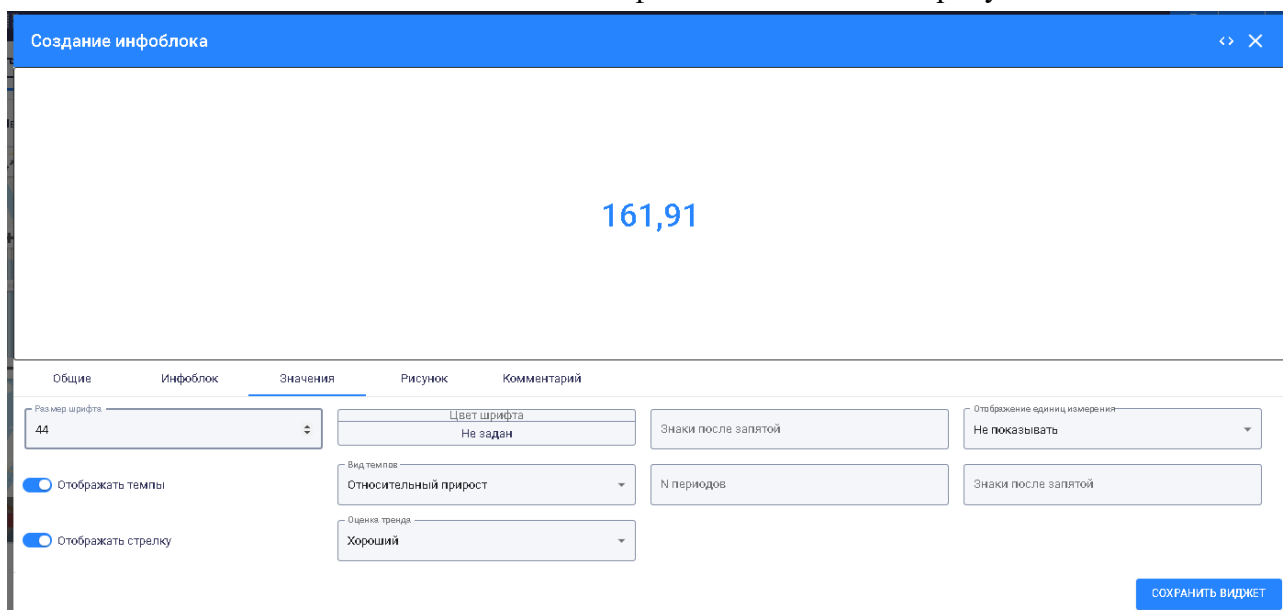 Создание инфоблока
161,91
Общие Инфоблок Значения Рисунок Комментарий
Размер шрифта Цвет шрифта Отображение единиц измерения
44 Не задан Знаки после запятой Не показывать
Вид темпов
Отображать темпы Относительный прирост N периодов Знаки после запятой
Оценка тренда
Отображать стрелку Хороший
СОХРАНИТЬ ВИДЖЕТ